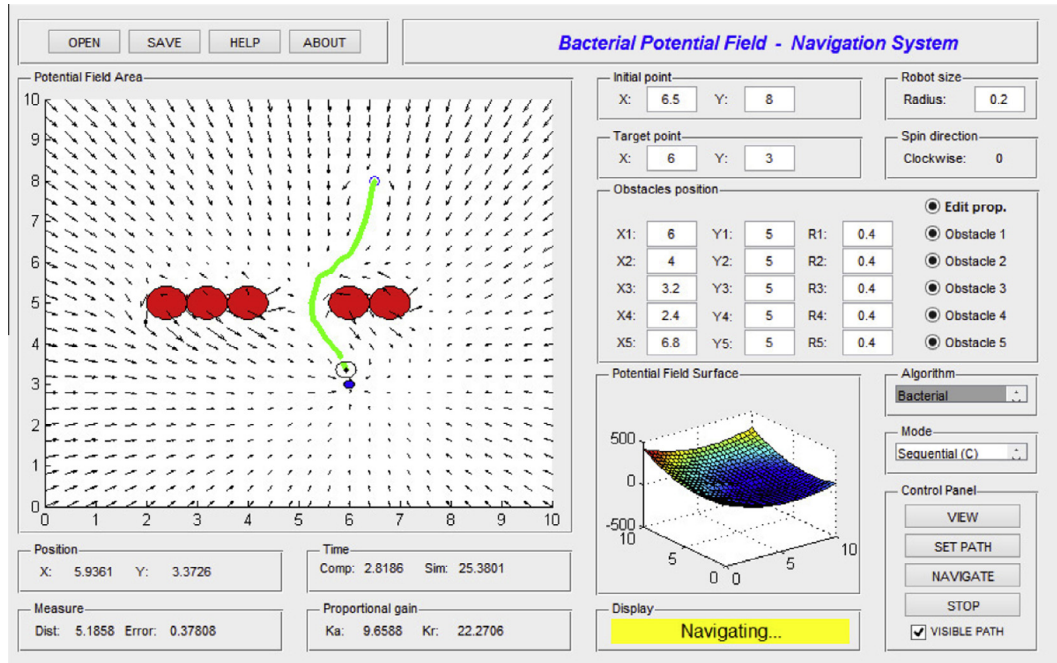 OPEN SAVE HELP ABOUT
Bacterial Potential Field - Navigation System
Potential Field Area
10
9
8
7
6
5
4
3
2
1
0
0 1 2 3 4 5 6 7 8 9 10
Initial point
X: 6.5 Y: 8
Robot size
Radius: 0.2
Target point
X: 6 Y: 3
Spin direction
Clockwise: 0
Obstacles position
Edit prop.
X1: 6 Y1: 5 R1: 0.4 Obstacle 1
X2: 4 Y2: 5 R2: 0.4 Obstacle 2
X3: 3.2 Y3: 5 R3: 0.4 Obstacle 3
X4: 2.4 Y4: 5 R4: 0.4 Obstacle 4
X5: 6.8 Y5: 5 R5: 0.4 Obstacle 5
Potential Field Surface
500
0
-500
10
5
0
0
5
10
Algorithm
Bacterial
Mode
Sequential (C)
Control Panel
VIEW
SET PATH
NAVIGATE
STOP
VISIBLE PATH
Position
X: 5.9361 Y: 3.3726
Time
Comp: 2.8186 Sim: 25.3801
Measure
Dist: 5.1858 Error: 0.37808
Proportional gain
Ka: 9.6588 Kr: 22.2706
Display
Navigating...